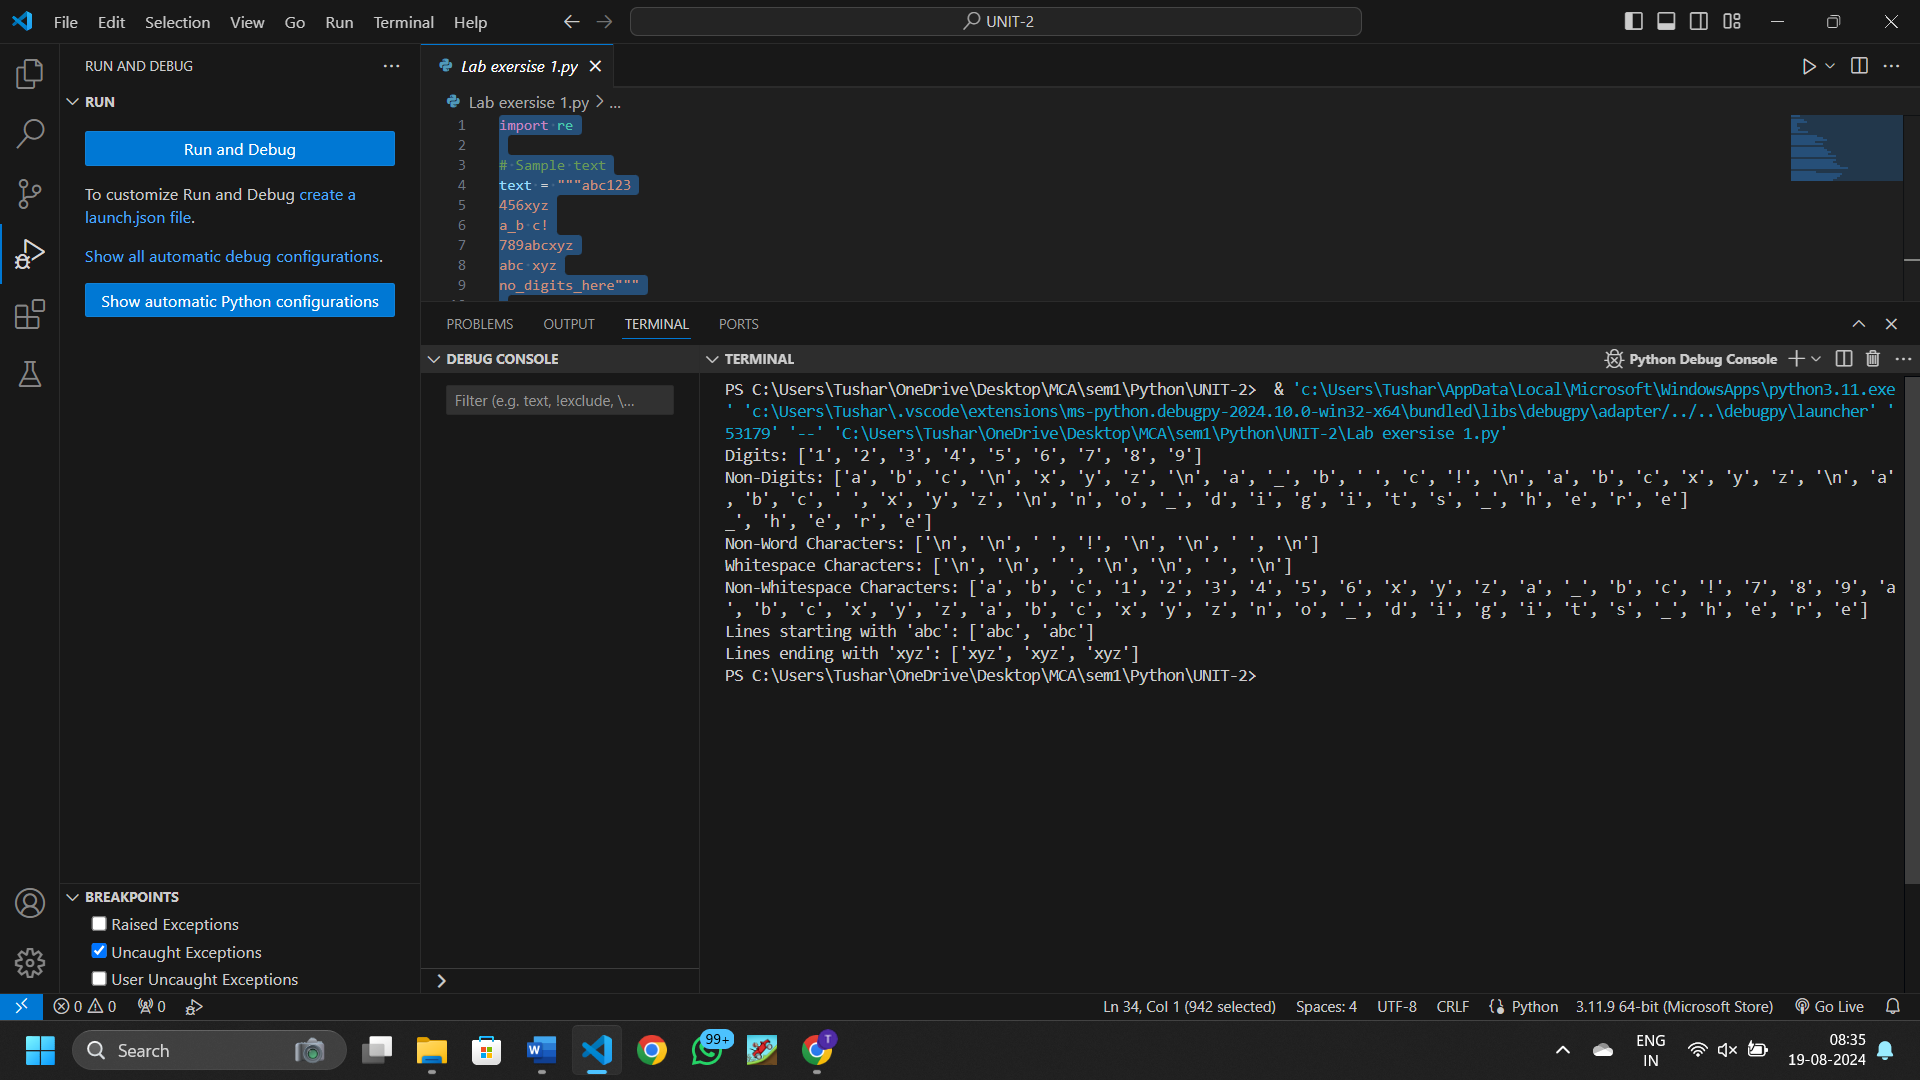 File Edit Selection View Go Run Terminal Help
UNIT-2
RUN AND DEBUG
RUN
Run and Debug
To customize Run and Debug create a
launch.json file.
Show all automatic debug configurations.
Show automatic Python configurations
BREAKPOINTS
Raised Exceptions
Uncaught Exceptions
User Uncaught Exceptions
Lab exersise 1.py
Lab exersise 1.py > ...
1 import re
2
3 # Sample text
4 text = """abc123
5 456xyz
6 a_b c!
7 789abcxyz
8 abc xyz
9 no_digits_here"""
PROBLEMS OUTPUT TERMINAL PORTS
DEBUG CONSOLE
Filter (e.g. text, !exclude, \...
TERMINAL
Python Debug Console
PS C:\Users\Tushar\OneDrive\Desktop\MCA\sem1\Python\UNIT-2>  & 'c:\Users\Tushar\AppData\Local\Microsoft\WindowsApps\python3.11.exe
' 'c:\Users\Tushar\.vscode\extensions\ms-python.debugpy-2024.10.0-win32-x64\bundled\libs\debugpy\adapter/../..\debugpy\launcher' '
53179' '--' 'C:\Users\Tushar\OneDrive\Desktop\MCA\sem1\Python\UNIT-2\Lab exersise 1.py'
Digits: ['1', '2', '3', '4', '5', '6', '7', '8', '9']
Non-Digits: ['a', 'b', 'c', '\n', 'x', 'y', 'z', '\n', 'a', '_', 'b', ' ', 'c', '!', '\n', 'a', 'b', 'c', 'x', 'y', 'z', '\n', 'a'
, 'b', 'c', ' ', 'x', 'y', 'z', '\n', 'n', 'o', '_', 'd', 'i', 'g', 'i', 't', 's', '_', 'h', 'e', 'r', 'e']
_', 'h', 'e', 'r', 'e']
Non-Word Characters: ['\n', '\n', ' ', '!', '\n', '\n', ' ', '\n']
Whitespace Characters: ['\n', '\n', ' ', '\n', '\n', ' ', '\n']
Non-Whitespace Characters: ['a', 'b', 'c', '1', '2', '3', '4', '5', '6', 'x', 'y', 'z', 'a', '_', 'b', 'c', '!', '7', '8', '9', 'a
', 'b', 'c', 'x', 'y', 'z', 'a', 'b', 'c', 'x', 'y', 'z', 'n', 'o', '_', 'd', 'i', 'g', 'i', 't', 's', '_', 'h', 'e', 'r', 'e']
Lines starting with 'abc': ['abc', 'abc']
Lines ending with 'xyz': ['xyz', 'xyz', 'xyz']
PS C:\Users\Tushar\OneDrive\Desktop\MCA\sem1\Python\UNIT-2>
0 0 0 Ln 34, Col 1 (942 selected) Spaces: 4 UTF-8 CRLF Python 3.11.9 64-bit (Microsoft Store) Go Live
Search
99+
T
ENG
IN
08:35
19-08-2024